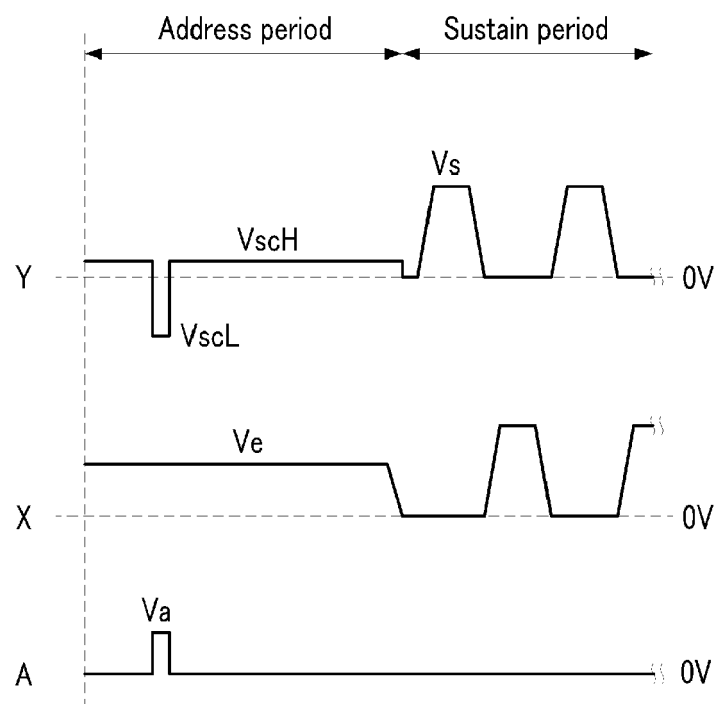 Address period Sustain period
Vs
VscH
Y 0V
VscL
Ve
X 0V
Va
A 0V